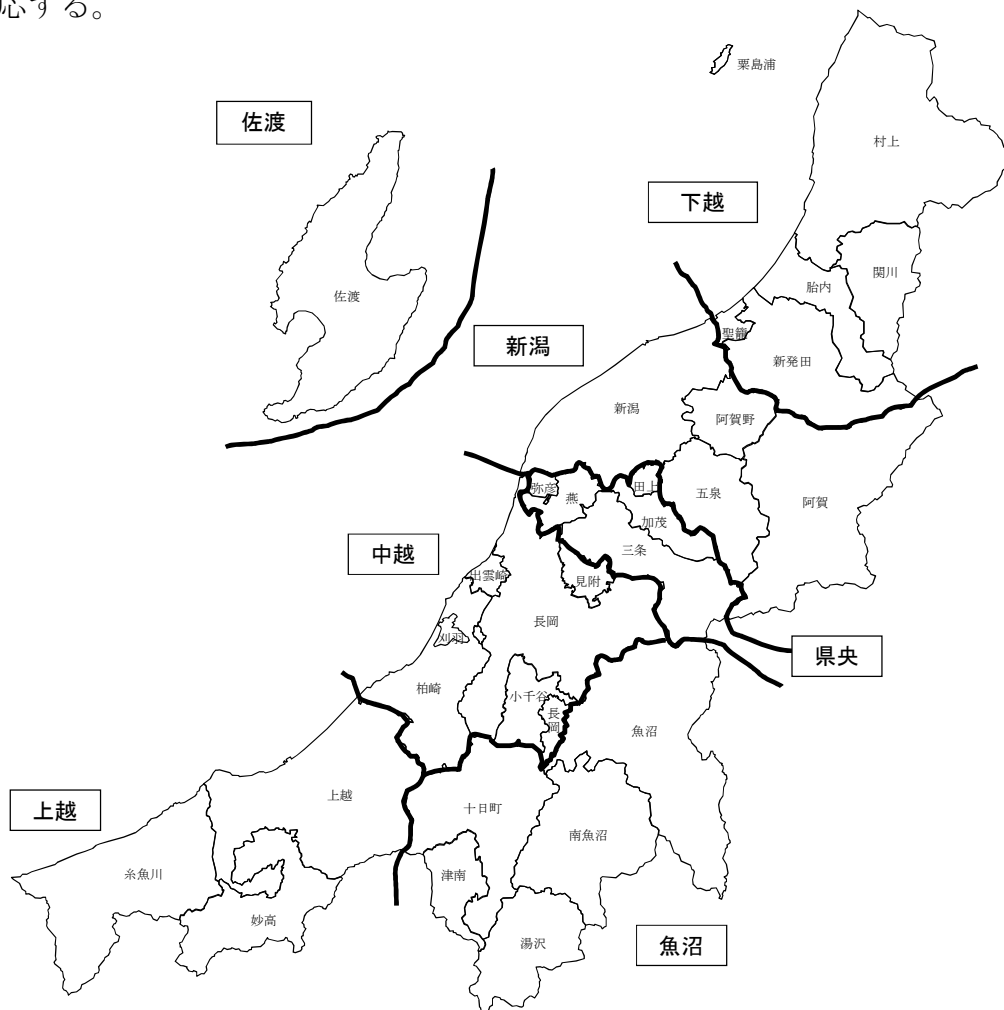 応する。
粟島浦
佐渡
村上
下越
関川
胎内
佐渡
聖籠
新潟
新発田
新潟
阿賀野
弥彦
燕
田上
五泉
阿賀
加茂
三条
中越
出雲崎
見附
長岡
刈羽
県央
柏崎
小千谷
長岡
魚沼
上越
上越
十日町
南魚沼
糸魚川
津南
妙高
湯沢
魚沼